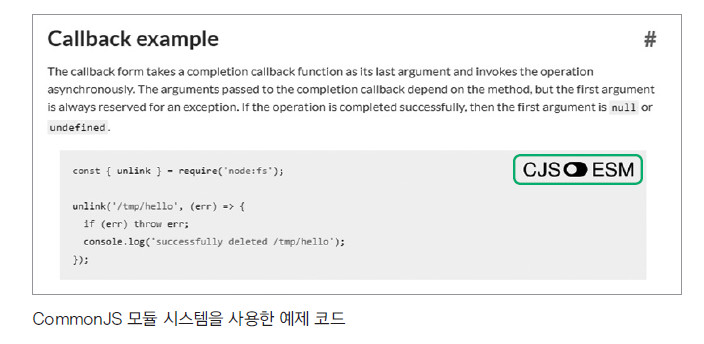 Callback example #
The callback form takes a completion callback function as its last argument and invokes the operation
asynchronously. The arguments passed to the completion callback depend on the method, but the first argument
is always reserved for an exception. If the operation is completed successfully, then the first argument is null or
undefined.
const { unlink } = require('node:fs');
CJS ESM
unlink('/tmp/hello', (err) => {
if (err) throw err;
console.log('successfully deleted /tmp/hello');
});
CommonJS 모듈 시스템을 사용한 예제 코드